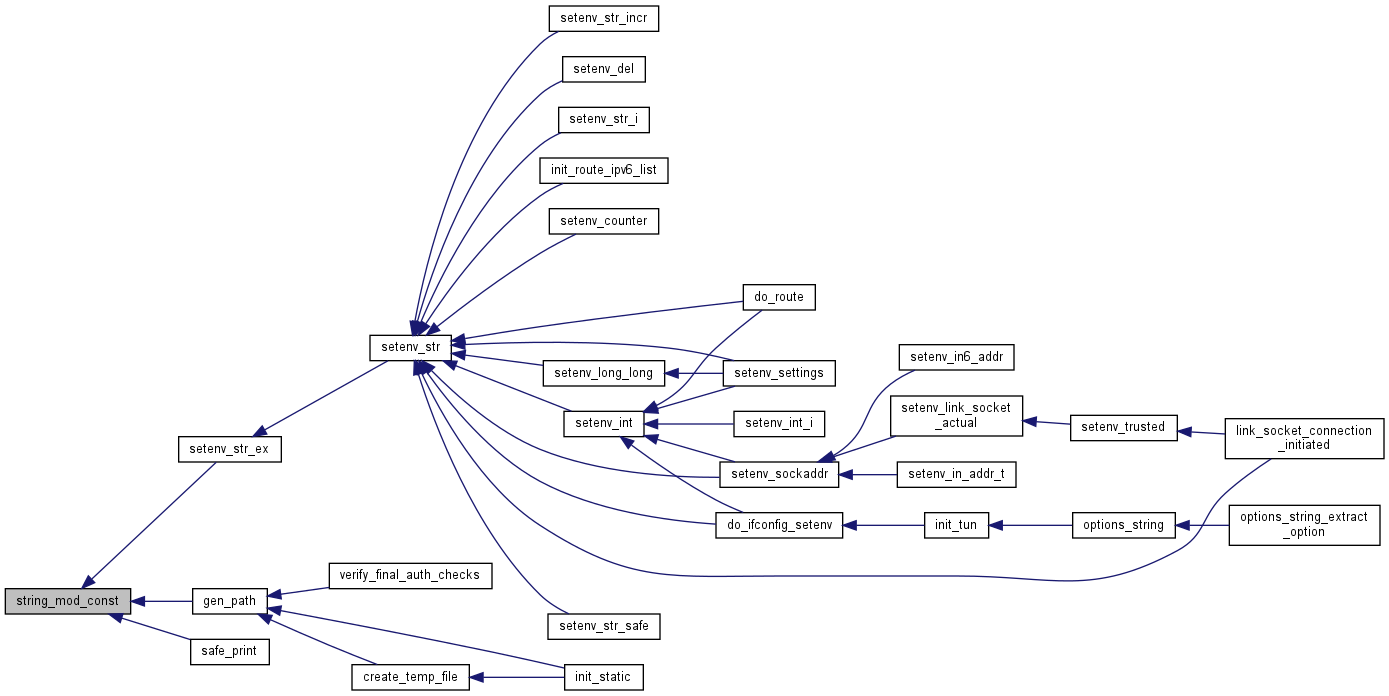 setenv_str_incr
setenv_del
setenv_str_i
init_route_ipv6_list
setenv_counter
do_route
setenv_str
setenv_long_long
setenv_settings
setenv_in6_addr
setenv_int
setenv_int_i
setenv_link_socket
_actual
setenv_trusted
link_socket_connection
_initiated
setenv_str_ex
setenv_sockaddr
setenv_in_addr_t
do_ifconfig_setenv
init_tun
options_string
options_string_extract
_option
verify_final_auth_checks
string_mod_const
gen_path
setenv_str_safe
safe_print
create_temp_file
init_static